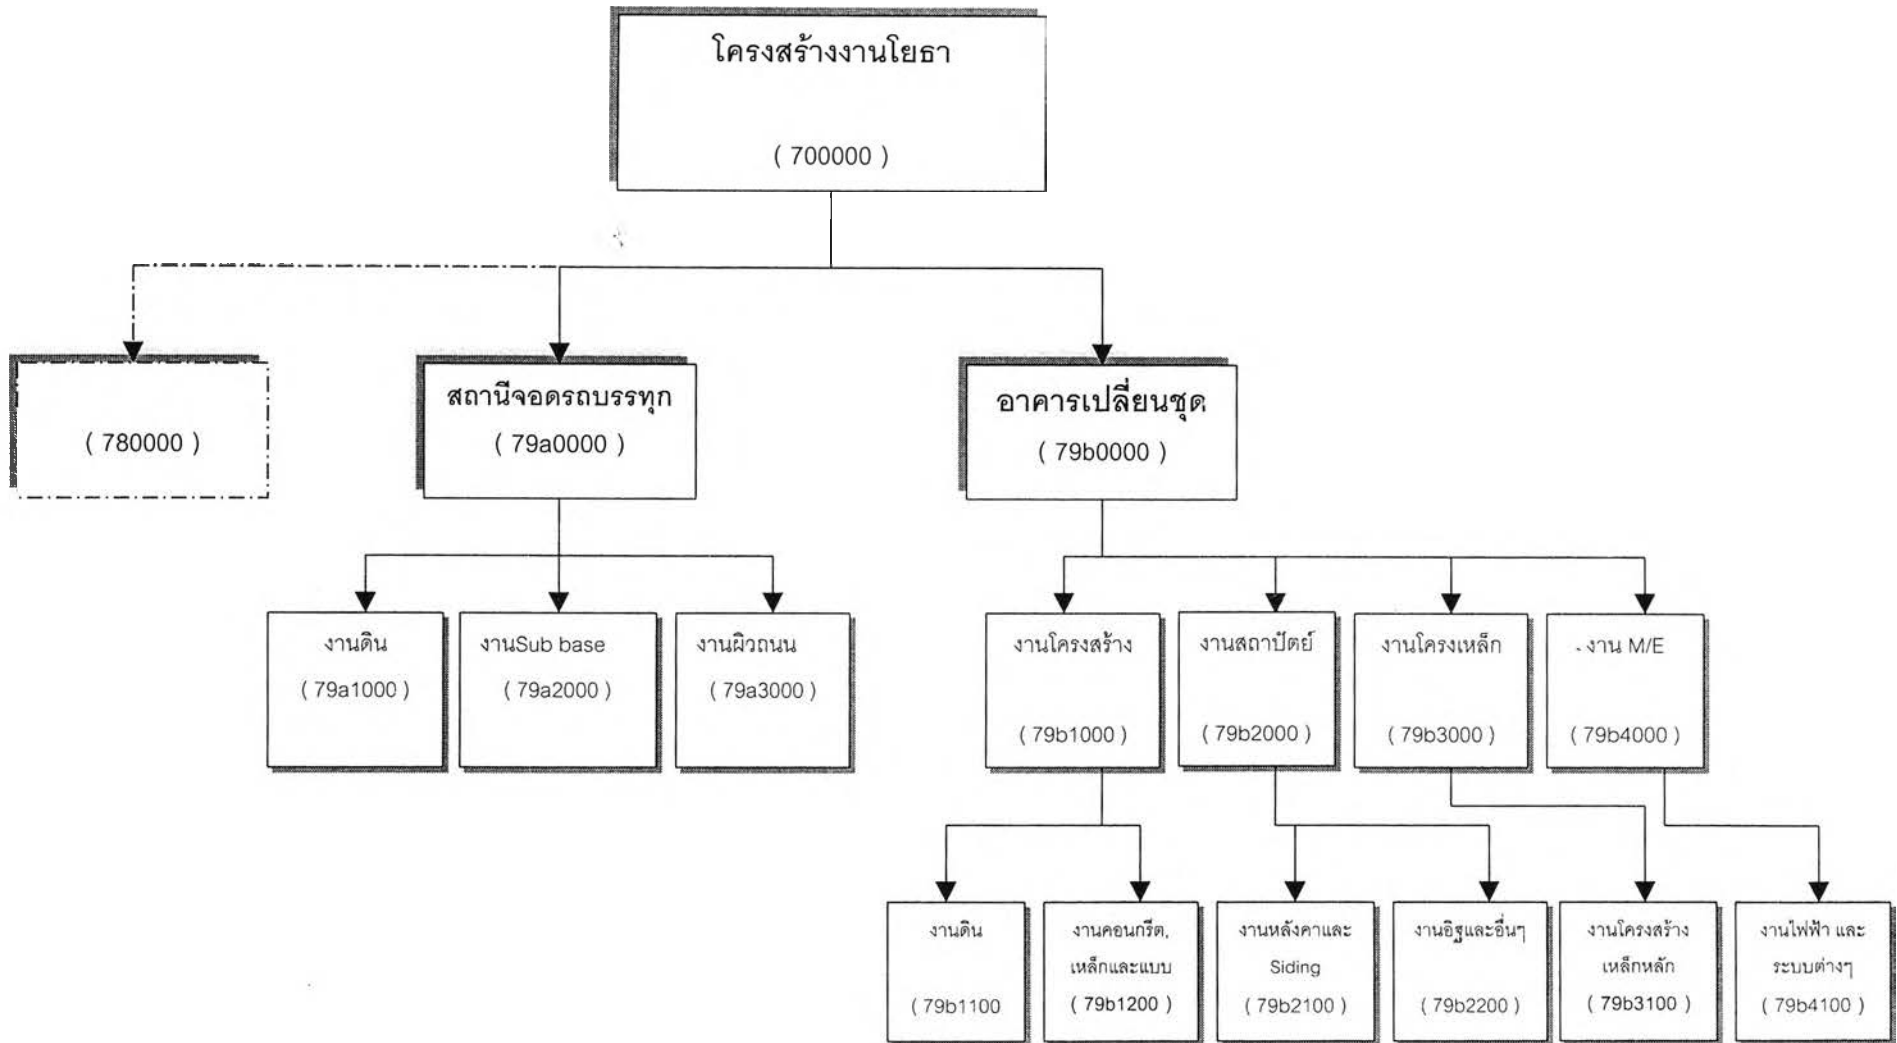 โครงสร้างงานโยธา
( 700000 )
( 780000 )
สถานีจอดรถบรรทุก
( 79a0000 )
อาคารเปลี่ยนชุด
( 79b0000 )
งานดิน
( 79a1000 )
งานSub base
( 79a2000 )
งานผิวถนน
( 79a3000 )
งานโครงสร้าง
( 79b1000 )
งานสถาปัตย์
( 79b2000 )
งานโครงเหล็ก
( 79b3000 )
งาน M/E
( 79b4000 )
งานดิน
( 79b1100
งานคอนกรีต,
เหล็กและแบบ
( 79b1200 )
งานหลังคาและ
Siding
( 79b2100 )
งานอิฐและอื่นๆ
( 79b2200 )
งานโครงสร้าง
เหล็กหลัก
( 79b3100 )
งานไฟฟ้า และ
ระบบต่างๆ
( 79b4100 )